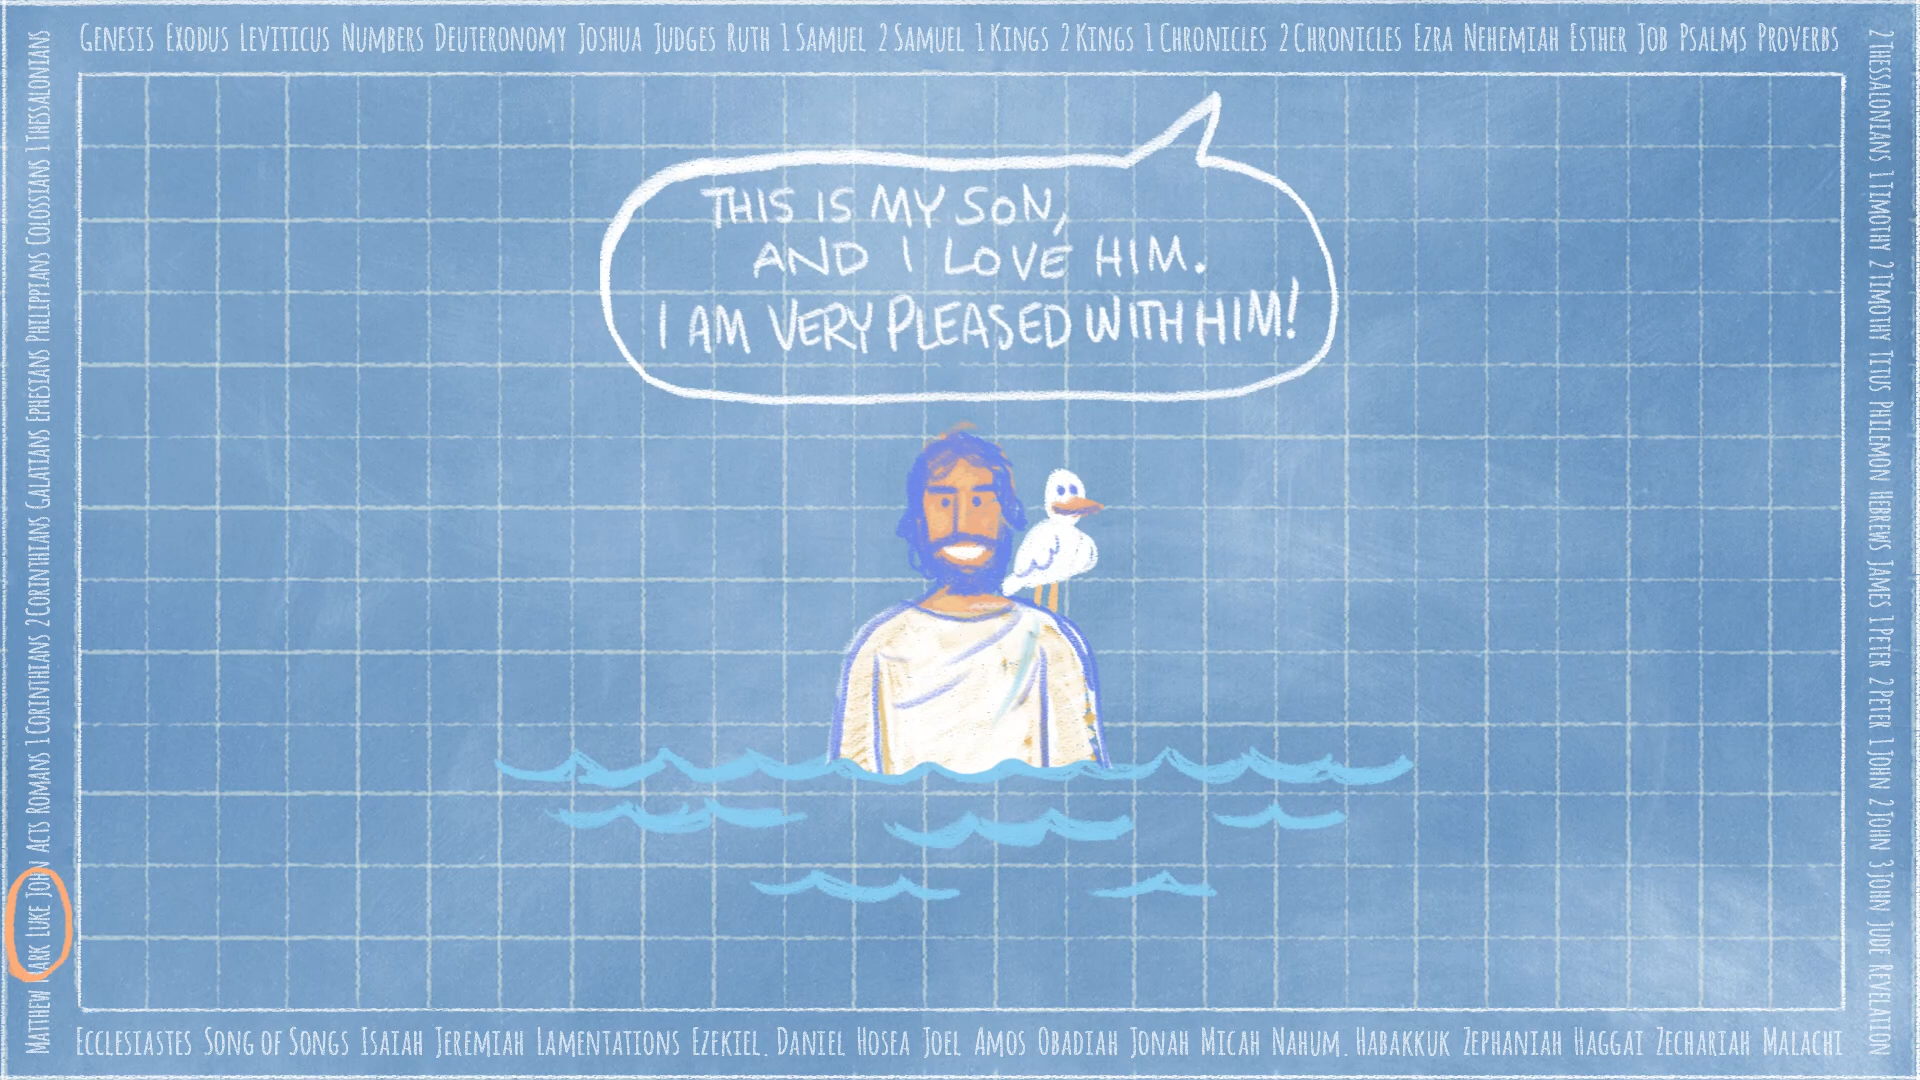 Genesis Exodus Leviticus Numbers Deuteronomy Joshua Judges Ruth 1 Samuel 2 Samuel 1 Kings 2 Kings 1 Chronicles 2 Chronicles Ezra Nehemiah Esther Job Psalms Proverbs
THIS IS MY SON,
AND I LOVE HIM.
I AM VERY PLEASED WITH HIM!
Ecclesiastes Song of Songs Isaiah Jeremiah Lamentations Ezekiel. Daniel Hosea Joel Amos Obadiah Jonah Micah Nahum. Habakkuk Zephaniah Haggai Zechariah Malachi
Matthew Mark Luke John Acts Romans 1 Corinthians 2 Corinthians Galatians Ephesians Philippians Colossians 1 Thessalonians
2 Thessalonians 1 Timothy 2 Timothy Titus Philemon Hebrews James 1 Peter 2 Peter 1 John 2 John 3 John Jude Revelation